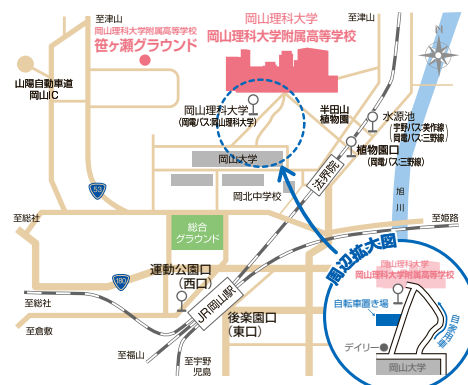 至津山
岡山理科大学附属高等学校
笹ヶ瀬グラウンド
岡山理科大学
岡山理科大学附属高等学校
至津山
N
山陽自動車道
岡山IC
岡山理科大学
(岡電バス:岡山理科大学)
半田山
植物園
水源池
(宇野バス:美作線)
(岡電バス:三野線)
植物園口
(岡電バス:三野線)
岡山大学
法界院
岡北中学校
旭川
53
至総社
総合
グラウンド
至姫路
運動公園口
(西口)
180
JR岡山駅
後楽園口
(東口)
至総社
至倉敷
至福山
至宇野
児島
周辺拡大図
岡山理科大学
岡山理科大学附属高等学校
自転車置き場
自家用車
デイリー
岡山大学